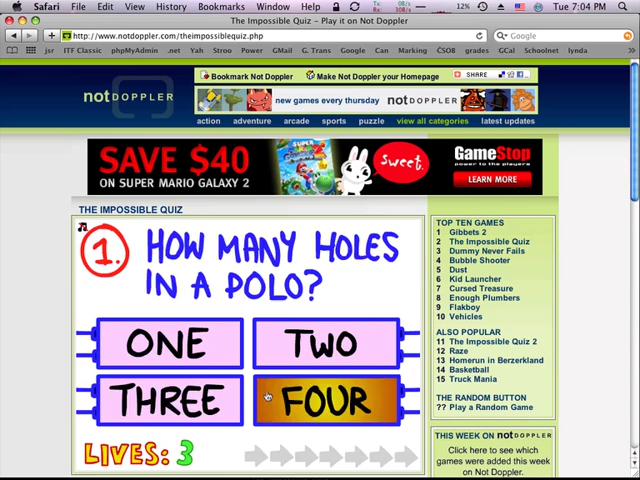 Safari File Edit View History Bookmarks Window Help 12% Tue 7:04 PM
The Impossible Quiz – Play it on Not Doppler
http://www.notdoppler.com/theimpossiblequiz.php
Google
jsr ITF Classic phpMyAdmin .net YouTube GMail G. Trans Google Can Marking ČSOB grades GCal Schoolnet lynda
Bookmark Not Doppler Make Not Doppler your Homepage SHARE
notDOPPLER
new games every thursday notDOPPLER
action adventure arcade sports puzzle view all categories latest updates
SAVE $40
ON SUPER MARIO GALAXY 2
sweet.
GameStop
power to the players
LEARN MORE
THE IMPOSSIBLE QUIZ
1.
HOW MANY HOLES
IN A POLO?
ONE
TWO
THREE
FOUR
LIVES: 3
TOP TEN GAMES
1 Gibbets 2
2 The Impossible Quiz
3 Dummy Never Fails
4 Bubble Shooter
5 Dust
6 Kid Launcher
7 Cursed Treasure
8 Enough Plumbers
9 Flakboy
10 Vehicles
ALSO POPULAR
11 The Impossible Quiz 2
12 Raze
13 Homerun in Berzerkland
14 Basketball
15 Truck Mania
THE RANDOM BUTTON
?? Play a Random Game
THIS WEEK ON notDOPPLER
Click here to see which
games were added this week
on Not Doppler.